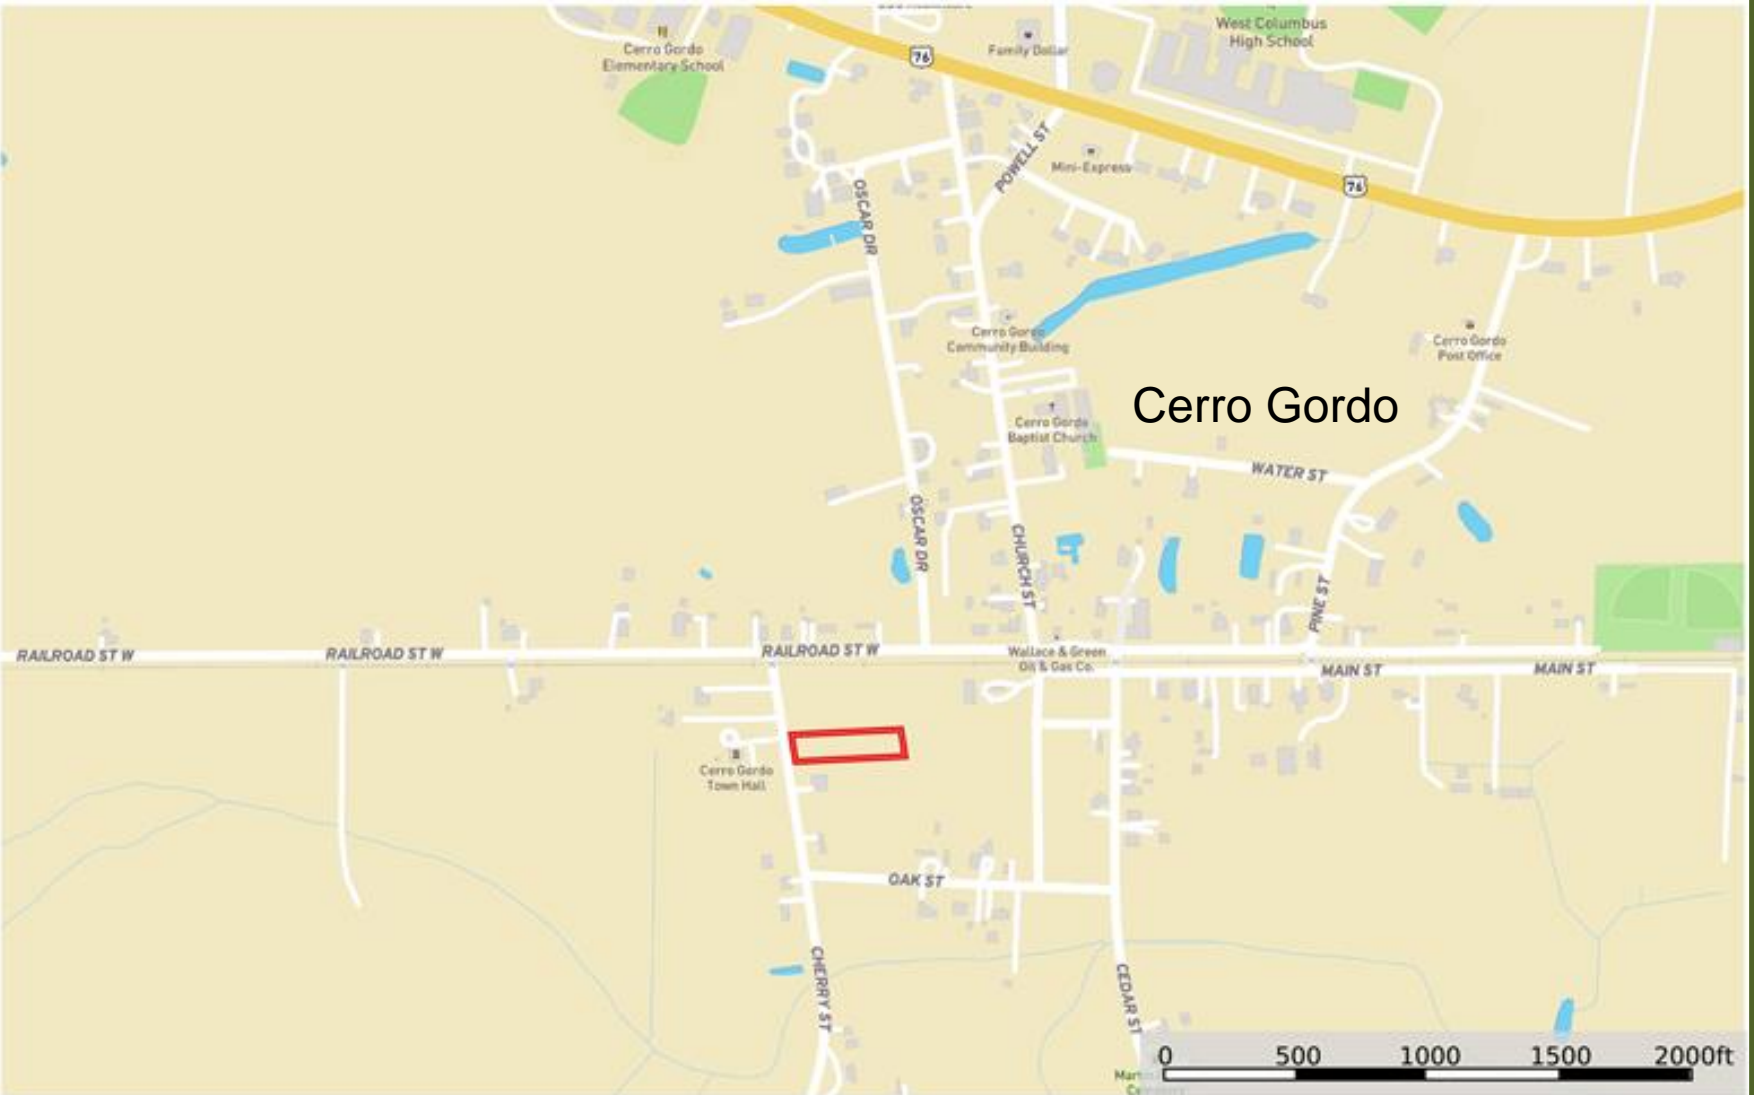 West Columbus
High School
76
Family Dollar
Cerro Gordo
Elementary School
POWELL ST
Mini-Express
76
OSCAR DR
Cerro Gordo
Community Building
Cerro Gordo
Post Office
Cerro Gordo
Cerro Gordo
Baptist Church
WATER ST
OSCAR DR
CHURCH ST
PINE ST
RAILROAD ST W
RAILROAD ST W
RAILROAD ST W
Wallace & Green
Oil & Gas Co.
MAIN ST
MAIN ST
Cerro Gordo
Town Hall
OAK ST
CHERRY ST
CEDAR ST
0 500 1000 1500 2000ft